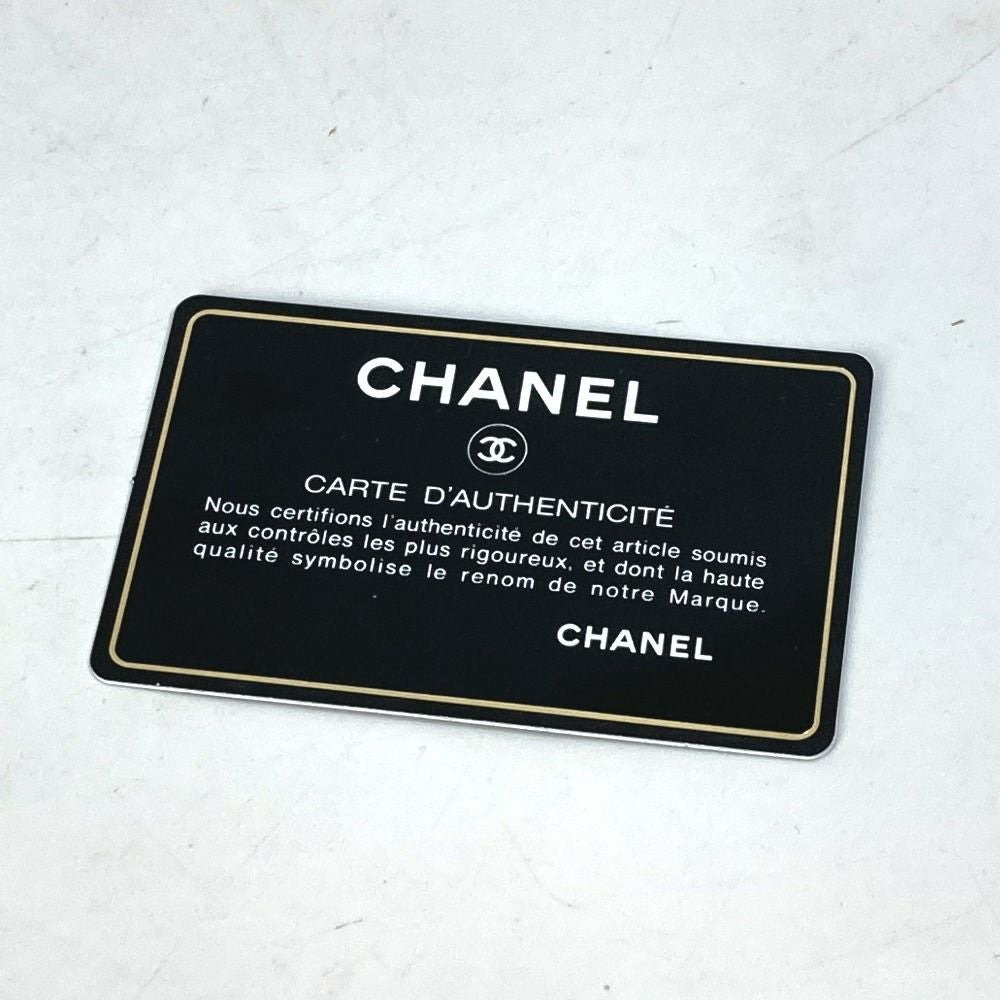 CHANEL
CARTE D'AUTHENTICITÉ
Nous certifions l'authenticité de cet article soumis
aux contrôles les plus rigoureux, et dont la haute
qualité symbolise le renom de notre Marque.
CHANEL